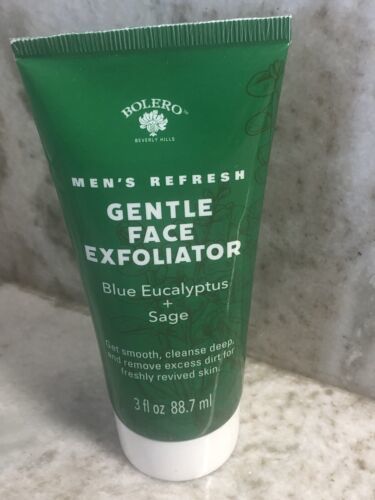 BOLERO
BEVERLY HILLS
MEN'S REFRESH
GENTLE
FACE
EXFOLIATOR
Blue Eucalyptus
+
Sage
Get smooth, cleanse deep,
and remove excess dirt for
freshly revived skin.
3 fl oz 88.7 ml